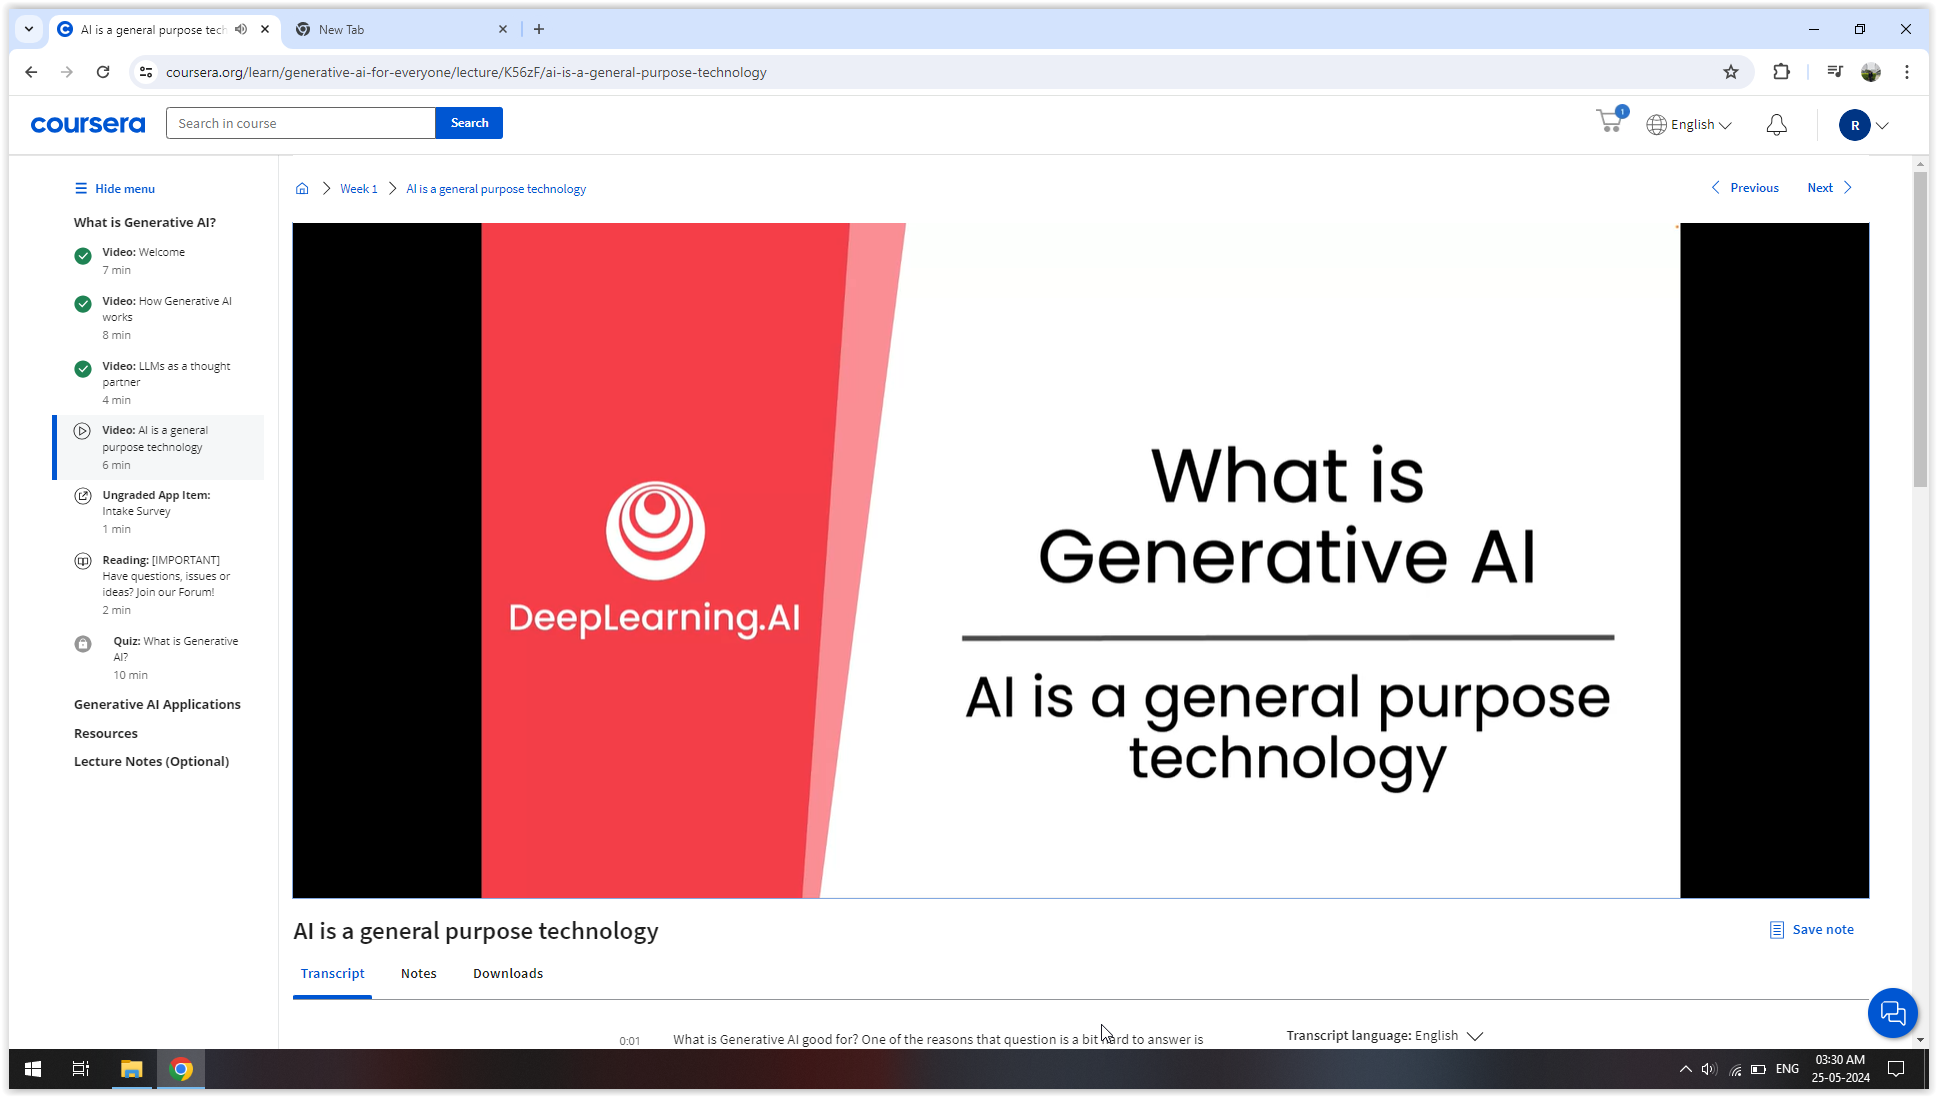 AI is a general purpose tech
New Tab
coursera.org/learn/generative-ai-for-everyone/lecture/K56zF/ai-is-a-general-purpose-technology
coursera
Search in course
Search
1
English
R
Hide menu
Week 1
AI is a general purpose technology
Previous
Next
What is Generative AI?
Video: Welcome
7 min
Video: How Generative AI
works
8 min
Video: LLMs as a thought
partner
4 min
Video: AI is a general
purpose technology
6 min
Ungraded App Item:
Intake Survey
1 min
Reading: [IMPORTANT]
Have questions, issues or
ideas? Join our Forum!
2 min
Quiz: What is Generative
AI?
10 min
Generative AI Applications
Resources
Lecture Notes (Optional)
DeepLearning.AI
What is
Generative AI
AI is a general purpose
technology
AI is a general purpose technology
Save note
Transcript
Notes
Downloads
0:01
What is Generative AI good for? One of the reasons that question is a bit hard to answer is
Transcript language: English
ENG
03:30 AM
25-05-2024